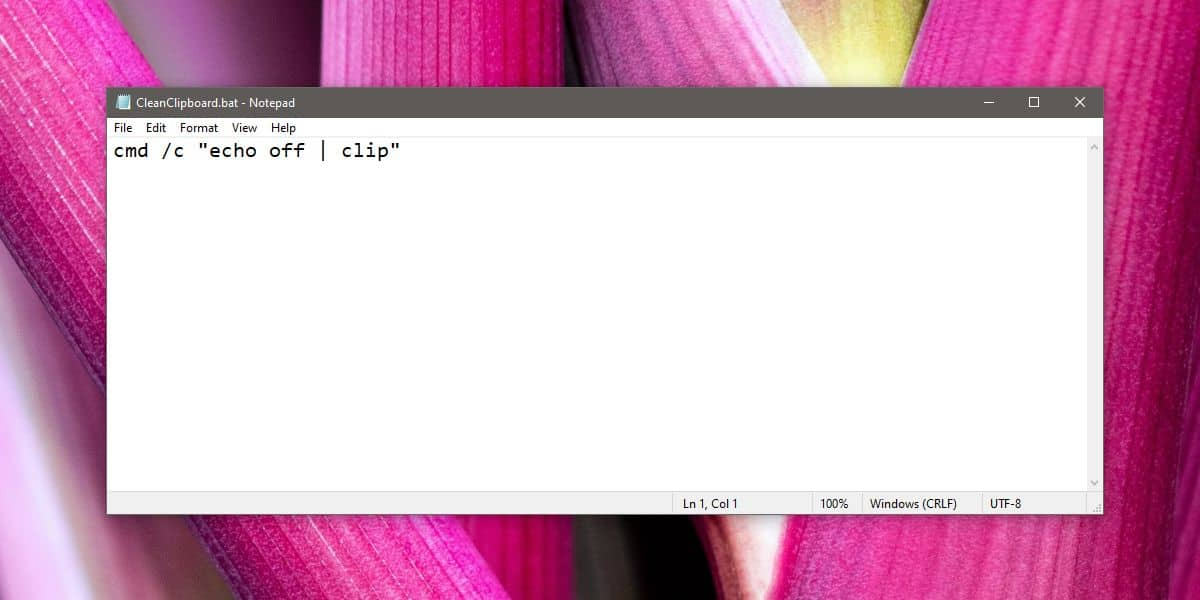 CleanClipboard.bat - Notepad
File Edit Format View Help
cmd /c "echo off | clip"
Ln 1, Col 1 100% Windows (CRLF) UTF-8